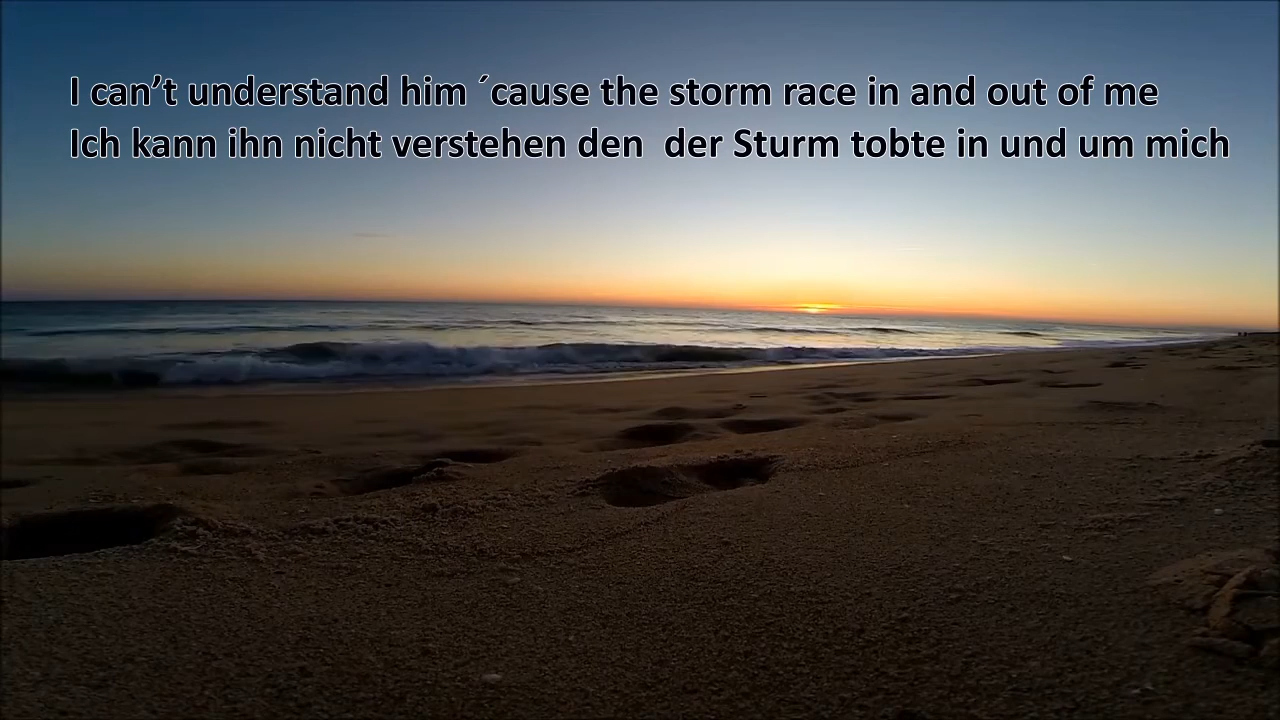 I can’t understand him ´cause the storm race in and out of me
Ich kann ihn nicht verstehen den  der Sturm tobte in und um mich